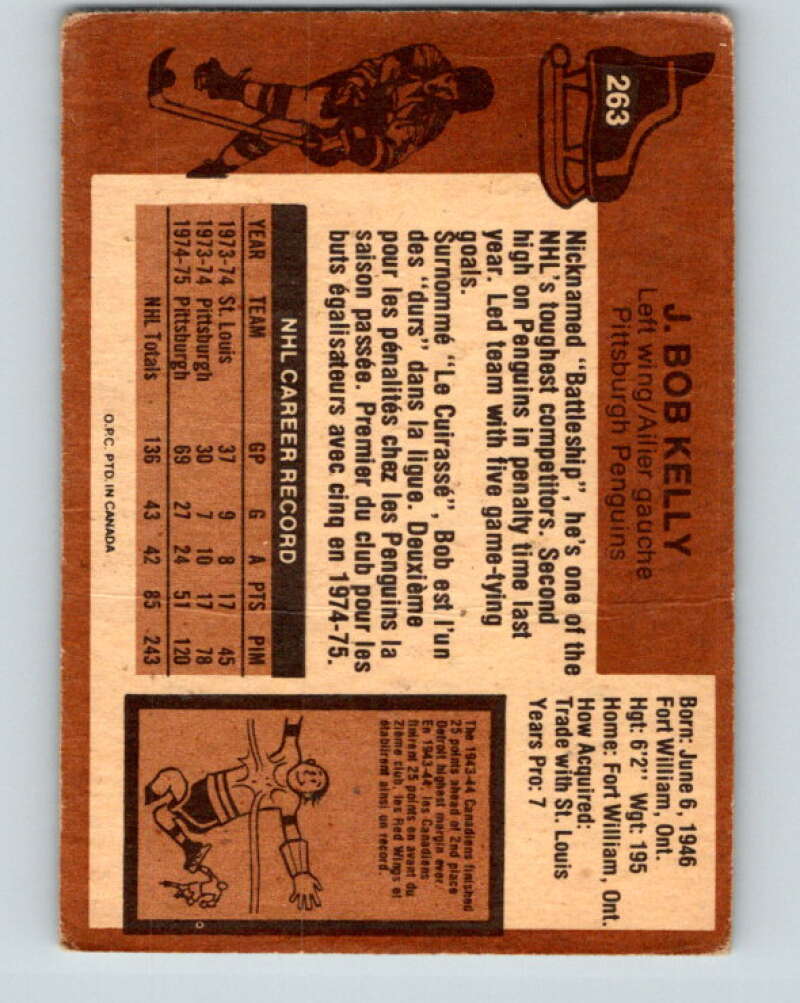 263
J. BOB KELLY
Left wing/Ailier gauche
Pittsburgh Penguins
Born: June 6, 1946
Fort William, Ont.
Hgt: 6'2" Wgt: 195
Home: Fort William, Ont.
How Acquired:
Trade with St. Louis
Years Pro: 7
Nicknamed "Battleship", he's one of the
NHL's toughest competitors. Second
high on Penguins in penalty time last
year. Led team with five game-tying
goals.
Surnommé "Le Cuirassé", Bob est l'un
des "durs" dans la ligue. Deuxième
pour les pénalités chez les Penguins la
saison passée. Premier du club pour les
buts égalisateurs avec cinq en 1974-75.
NHL CAREER RECORD
YEAR TEAM GP G A PTS PIM
1973-74 St. Louis 37 9 8 17 45
1973-74 Pittsburgh 30 7 10 17 78
1974-75 Pittsburgh 69 27 24 51 120
NHL Totals 136 43 42 85 243
The 1943-44 Canadiens finished
25 points ahead of 2nd place
Detroit highest margin ever.
En 1943-44, les Canadiens
finirent 25 points en avant du
2ième club, les Red Wings et
établirent ainsi un record.
O.P.C. PTD. IN CANADA